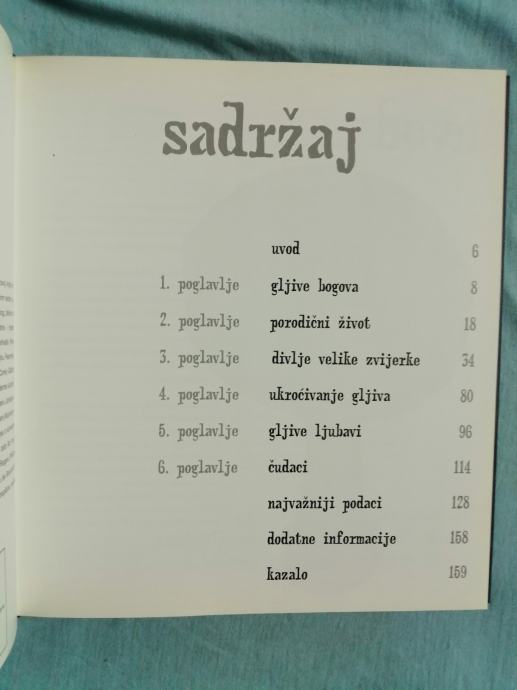 sadržaj
uvod 6
1. poglavlje gljive bogova 8
2. poglavlje porodični život 18
3. poglavlje divlje velike zvijerke 34
4. poglavlje ukroćivanje gljiva 80
5. poglavlje gljive ljubavi 96
6. poglavlje čudaci 114
najvažniji podaci 128
dodatne informacije 158
kazalo 159